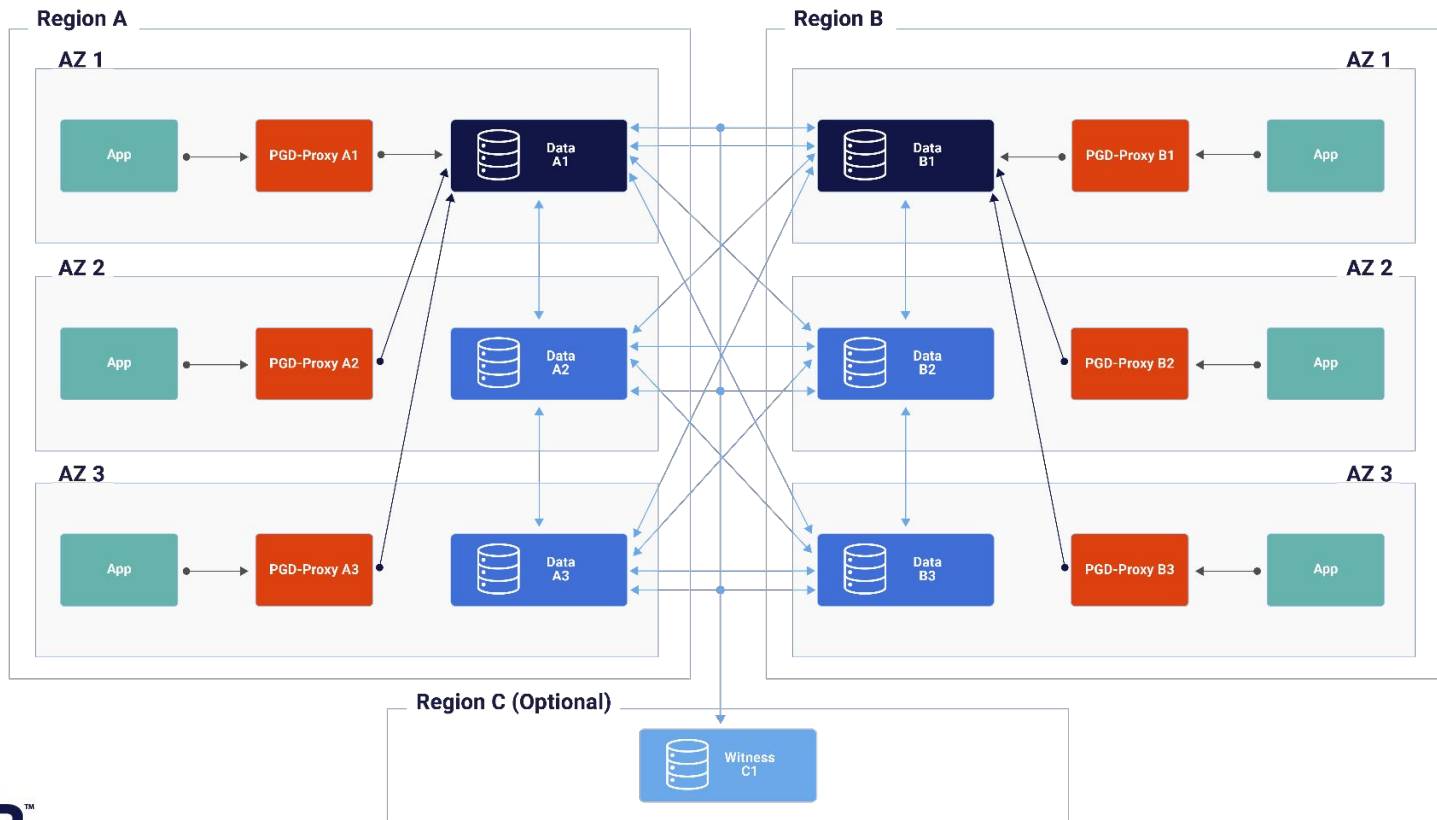 Region A
Region B
AZ 1
AZ 1
App
PGD-Proxy A1
Data
A1
Data
B1
PGD-Proxy B1
App
AZ 2
AZ 2
App
PGD-Proxy A2
Data
A2
Data
B2
PGD-Proxy B2
App
AZ 3
AZ 3
App
PGD-Proxy A3
Data
A3
Data
B3
PGD-Proxy B3
App
Region C (Optional)
Witness
C1
™